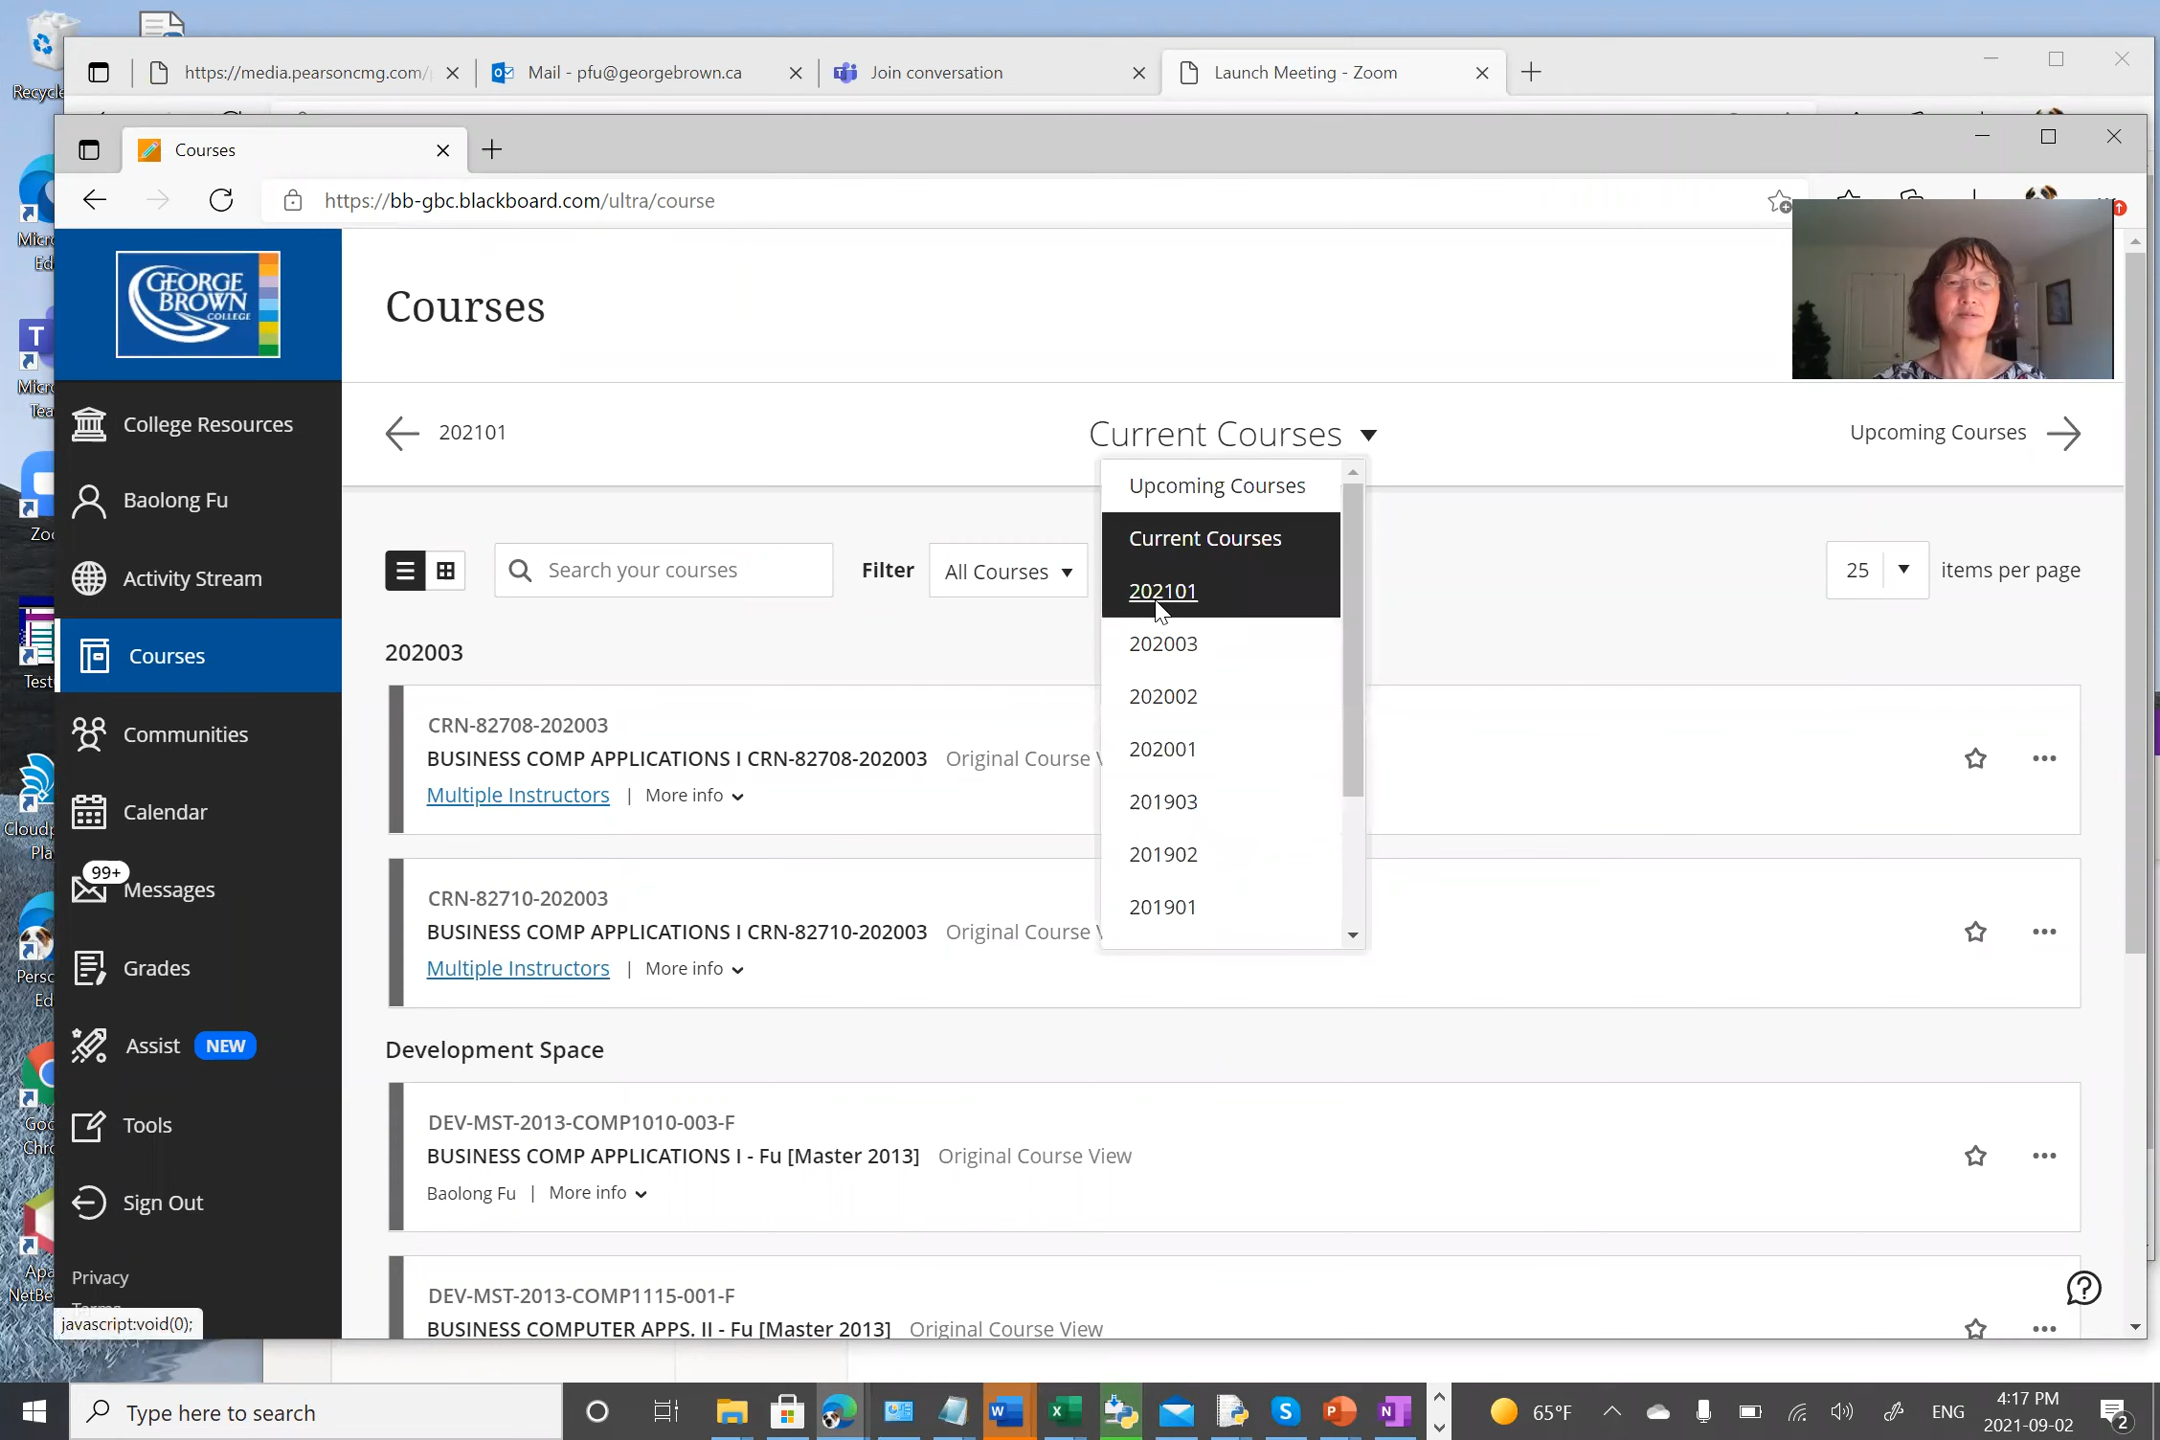 https://media.pearsoncmg.com/
Mail - pfu@georgebrown.ca
Join conversation
Launch Meeting - Zoom
Courses
https://bb-gbc.blackboard.com/ultra/course
GEORGE
BROWN
COLLEGE
Courses
202101
Current Courses
Upcoming Courses
Upcoming Courses
Current Courses
202101
202003
202002
202001
201903
201902
201901
Search your courses
Filter
All Courses
25
items per page
202003
CRN-82708-202003
BUSINESS COMP APPLICATIONS I CRN-82708-202003 Original Course
Multiple Instructors | More info
CRN-82710-202003
BUSINESS COMP APPLICATIONS I CRN-82710-202003 Original Course
Multiple Instructors | More info
Development Space
DEV-MST-2013-COMP1010-003-F
BUSINESS COMP APPLICATIONS I - Fu [Master 2013] Original Course View
Baolong Fu | More info
DEV-MST-2013-COMP1115-001-F
BUSINESS COMPUTER APPS. II - Fu [Master 2013] Original Course View
College Resources
Baolong Fu
Activity Stream
Courses
Communities
Calendar
99+
Messages
Grades
Assist NEW
Tools
Sign Out
Privacy
Terms
javascript:void(0);
Type here to search
65°F
ENG
4:17 PM
2021-09-02
2